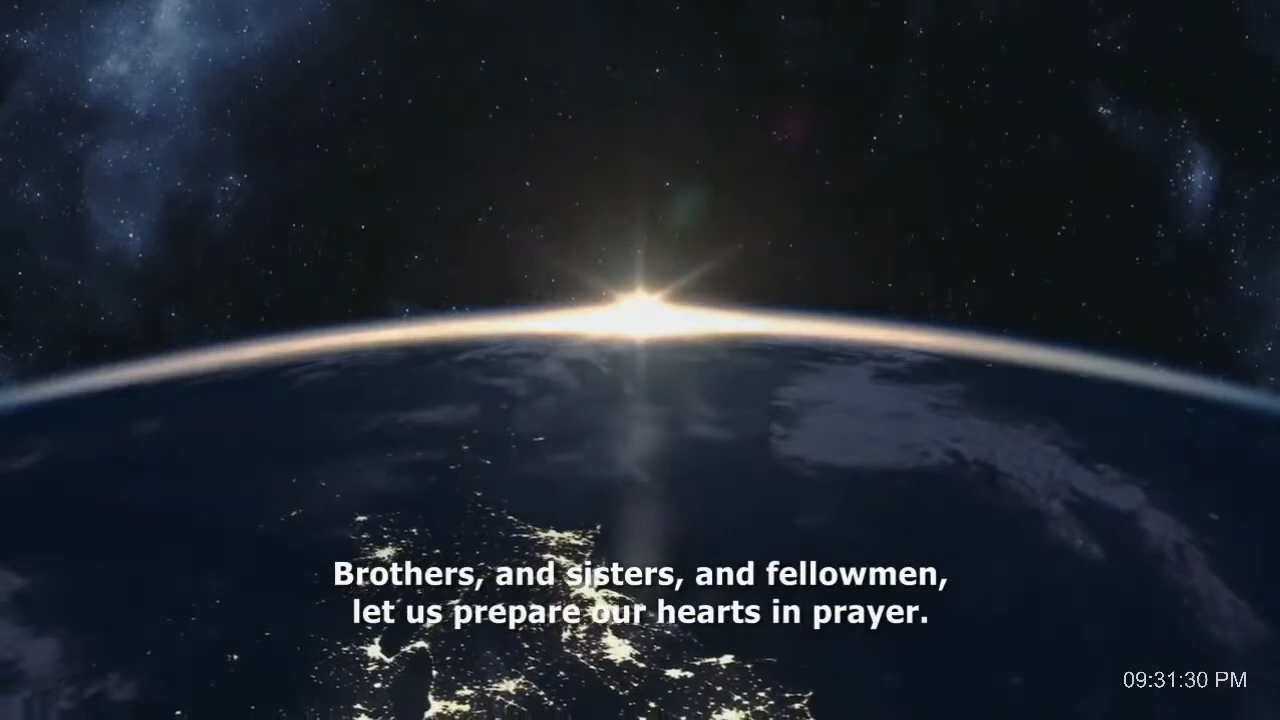 Brothers, and sisters, and fellowmen,
let us prepare our hearts in prayer.
09:31:30 PM